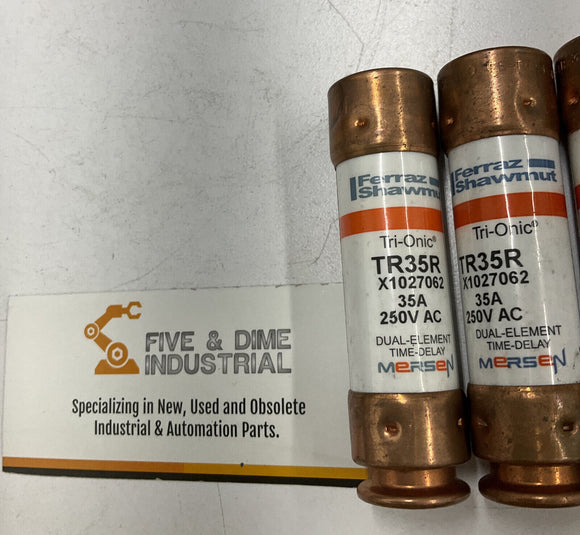 FIVE & DIME
INDUSTRIAL
Specializing in New, Used and Obsolete
Industrial & Automation Parts.
Ferraz
Shawmut
Tri-Onic®
TR35R
X1027062
35A
250V AC
DUAL-ELEMENT
TIME-DELAY
MERSEN
Ferraz
Shawmut
Tri-Onic®
TR35R
X1027062
35A
250V AC
DUAL-ELEMENT
TIME-DELAY
MERSEN